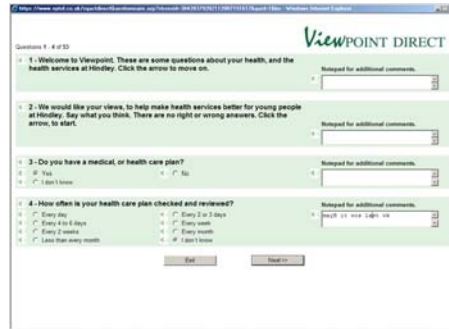 ViewPOINT DIRECT
Questions 1 - 4 of 53
1 - Welcome to Viewpoint. These are some questions about your health, and the
health services at Hindley. Click the arrow to move on.
Notepad for additional comments.
2 - We would like your views, to help make health services better for young people
at Hindley. Say what you think. There are no right or wrong answers. Click the
arrow, to start.
Notepad for additional comments.
3 - Do you have a medical, or health care plan?
Notepad for additional comments.
Yes
No
I don't know
4 - How often is your health care plan checked and reviewed?
Notepad for additional comments.
Every day
Every 2 or 3 days
Every 4 to 6 days
Every week
Every 2 weeks
Every month
Less than every month
I don't know
it was last wk
Exit
Next >>